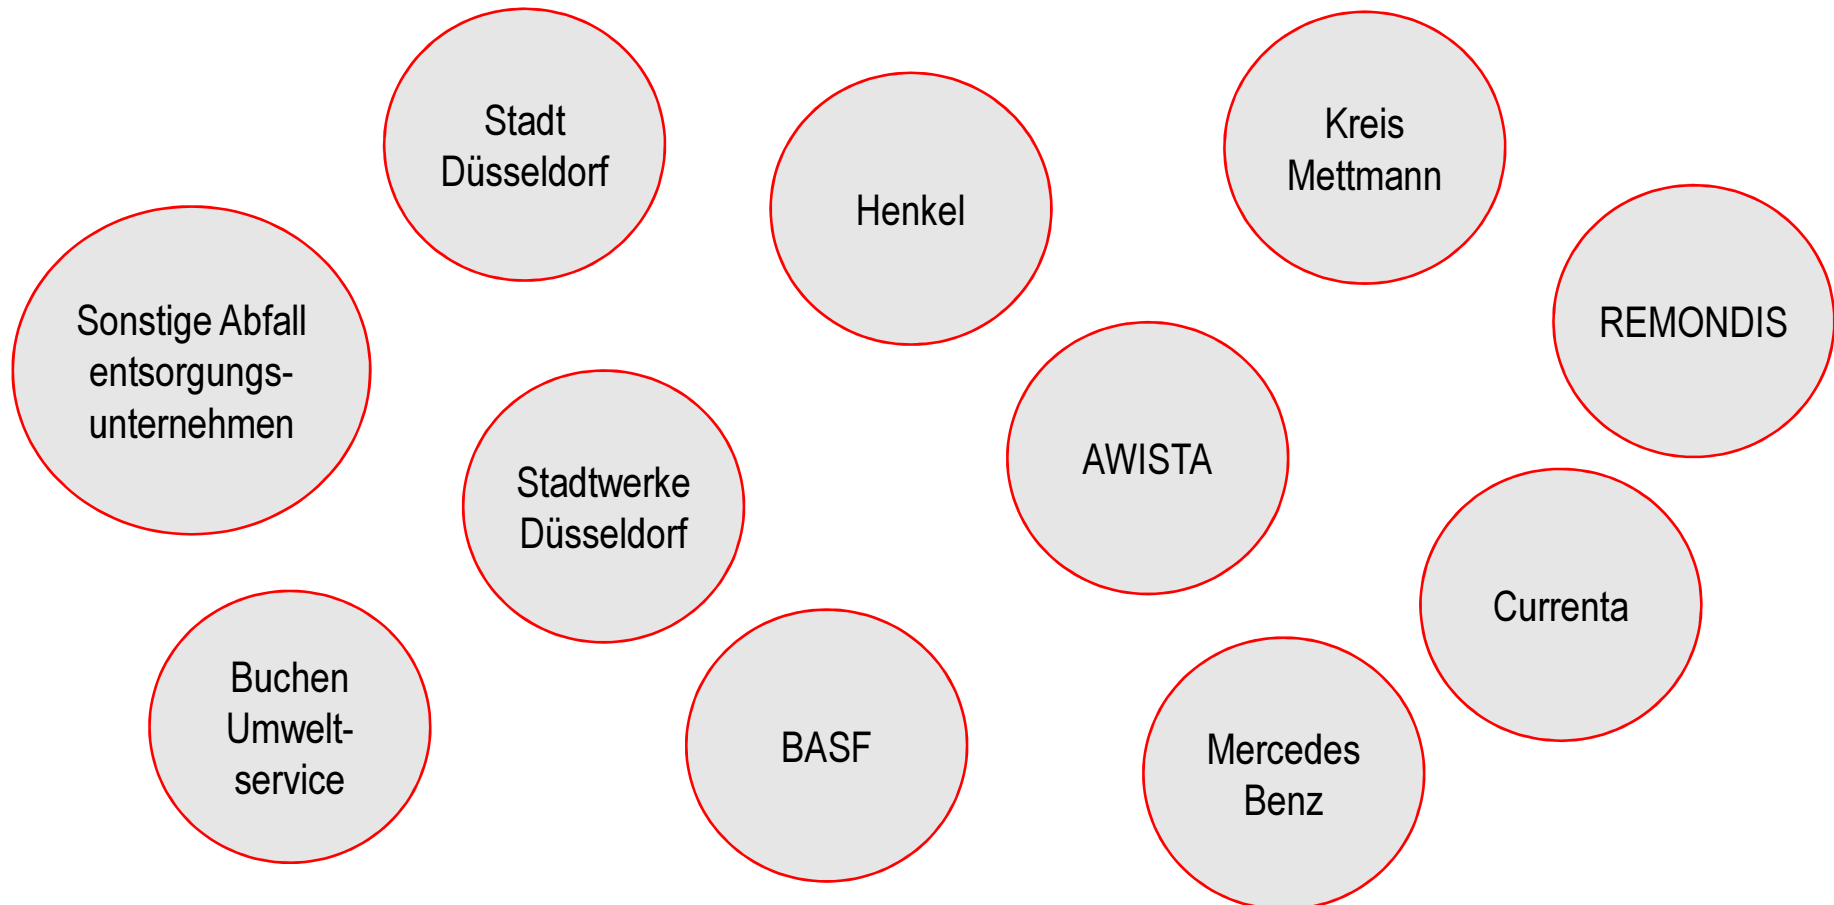 Stadt
Düsseldorf
Henkel
Kreis
Mettmann
REMONDIS
Sonstige Abfall
entsorgungs-
unternehmen
Stadtwerke
Düsseldorf
AWISTA
Currenta
Buchen
Umwelt-
service
BASF
Mercedes
Benz